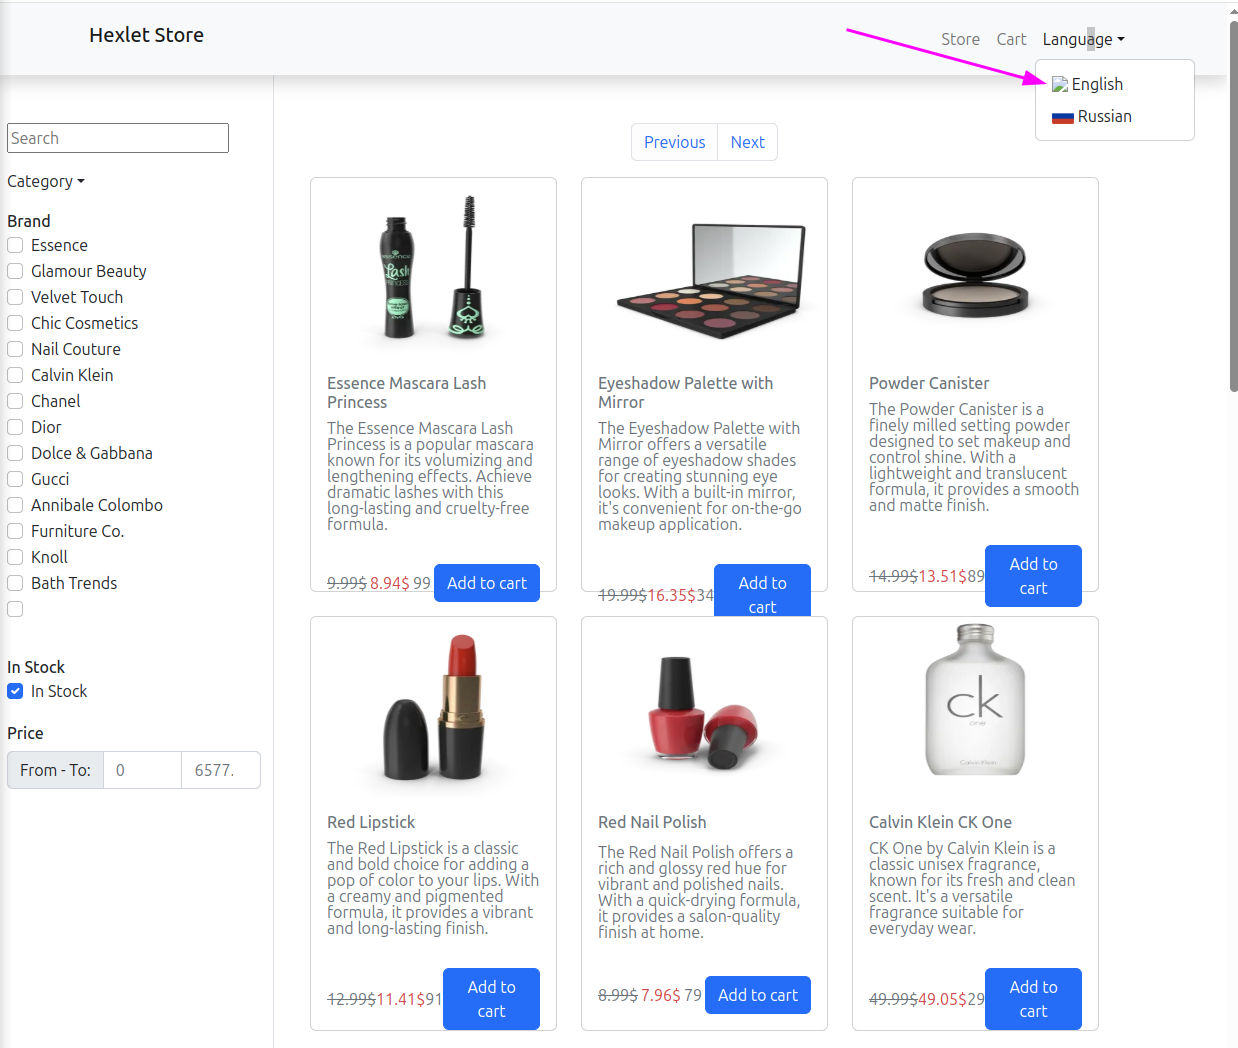 Hexlet Store
Store Cart Language
English
Russian
Search
Category
Brand
Essence
Glamour Beauty
Velvet Touch
Chic Cosmetics
Nail Couture
Calvin Klein
Chanel
Dior
Dolce & Gabbana
Gucci
Annibale Colombo
Furniture Co.
Knoll
Bath Trends
In Stock
In Stock
Price
From - To: 0 6577.
Previous Next
essence
Lash
PRINCESS
Essence Mascara Lash
Princess
The Essence Mascara Lash
Princess is a popular mascara
known for its volumizing and
lengthening effects. Achieve
dramatic lashes with this
long-lasting and cruelty-free
formula.
9.99$ 8.94$ 99 Add to cart
Eyeshadow Palette with
Mirror
The Eyeshadow Palette with
Mirror offers a versatile
range of eyeshadow shades
for creating stunning eye
looks. With a built-in mirror,
it's convenient for on-the-go
makeup application.
19.99$16.35$34 Add to
cart
Powder Canister
The Powder Canister is a
finely milled setting powder
designed to set makeup and
control shine. With a
lightweight and translucent
formula, it provides a smooth
and matte finish.
14.99$13.51$89 Add to
cart
Red Lipstick
The Red Lipstick is a classic
and bold choice for adding a
pop of color to your lips. With
a creamy and pigmented
formula, it provides a vibrant
and long-lasting finish.
12.99$11.41$91 Add to
cart
Red Nail Polish
The Red Nail Polish offers a
rich and glossy red hue for
vibrant and polished nails.
With a quick-drying formula,
it provides a salon-quality
finish at home.
8.99$ 7.96$ 79 Add to cart
ck
one
Calvin Klein
Calvin Klein CK One
CK One by Calvin Klein is a
classic unisex fragrance,
known for its fresh and clean
scent. It's a versatile
fragrance suitable for
everyday wear.
49.99$49.05$29 Add to
cart